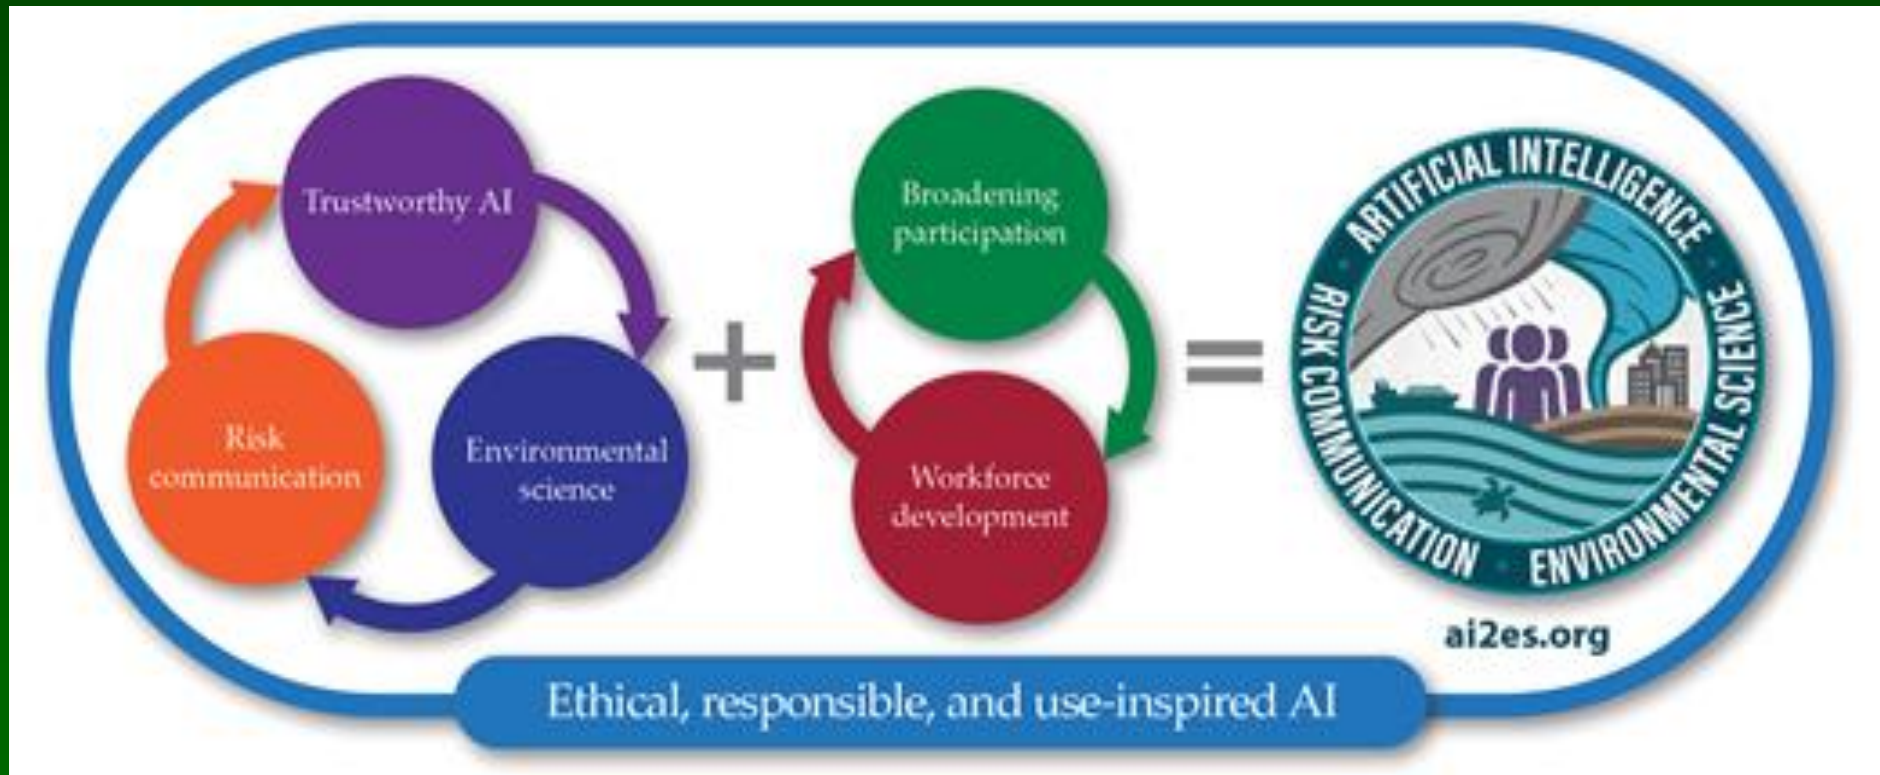 Trustworthy AI
Risk
communication
Environmental
science
+
Broadening
participation
Workforce
development
=
ARTIFICIAL INTELLIGENCE
RISK COMMUNICATION
ENVIRONMENTAL SCIENCE
ai2es.org
Ethical, responsible, and use-inspired AI